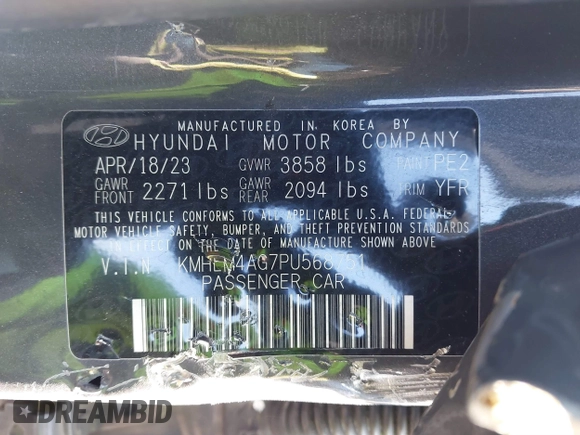 MANUFACTURED IN KOREA BY
HYUNDAI MOTOR COMPANY
APR/18/23 GVWR 3858 lbs PAINT PE2
GAWR FRONT 2271 lbs GAWR REAR 2094 lbs TRIM YFR
THIS VEHICLE CONFORMS TO ALL APPLICABLE U.S.A. FEDERAL
MOTOR VEHICLE SAFETY, BUMPER, AND THEFT PREVENTION STANDARDS
IN EFFECT ON THE DATE OF MANUFACTURE SHOWN ABOVE.
V.I.N
PASSENGER CAR
DREAMBID